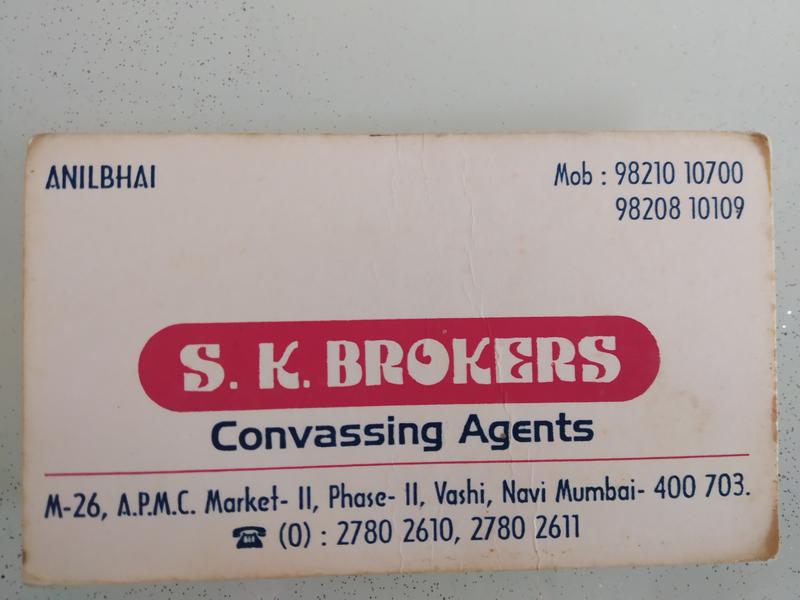 ANILBHAI
Mob : 98210 10700
98208 10109
S. K. BROKERS
Convassing Agents
M-26, A.P.M.C. Market- II, Phase- II, Vashi, Navi Mumbai- 400 703.
☎ (O) : 2780 2610, 2780 2611